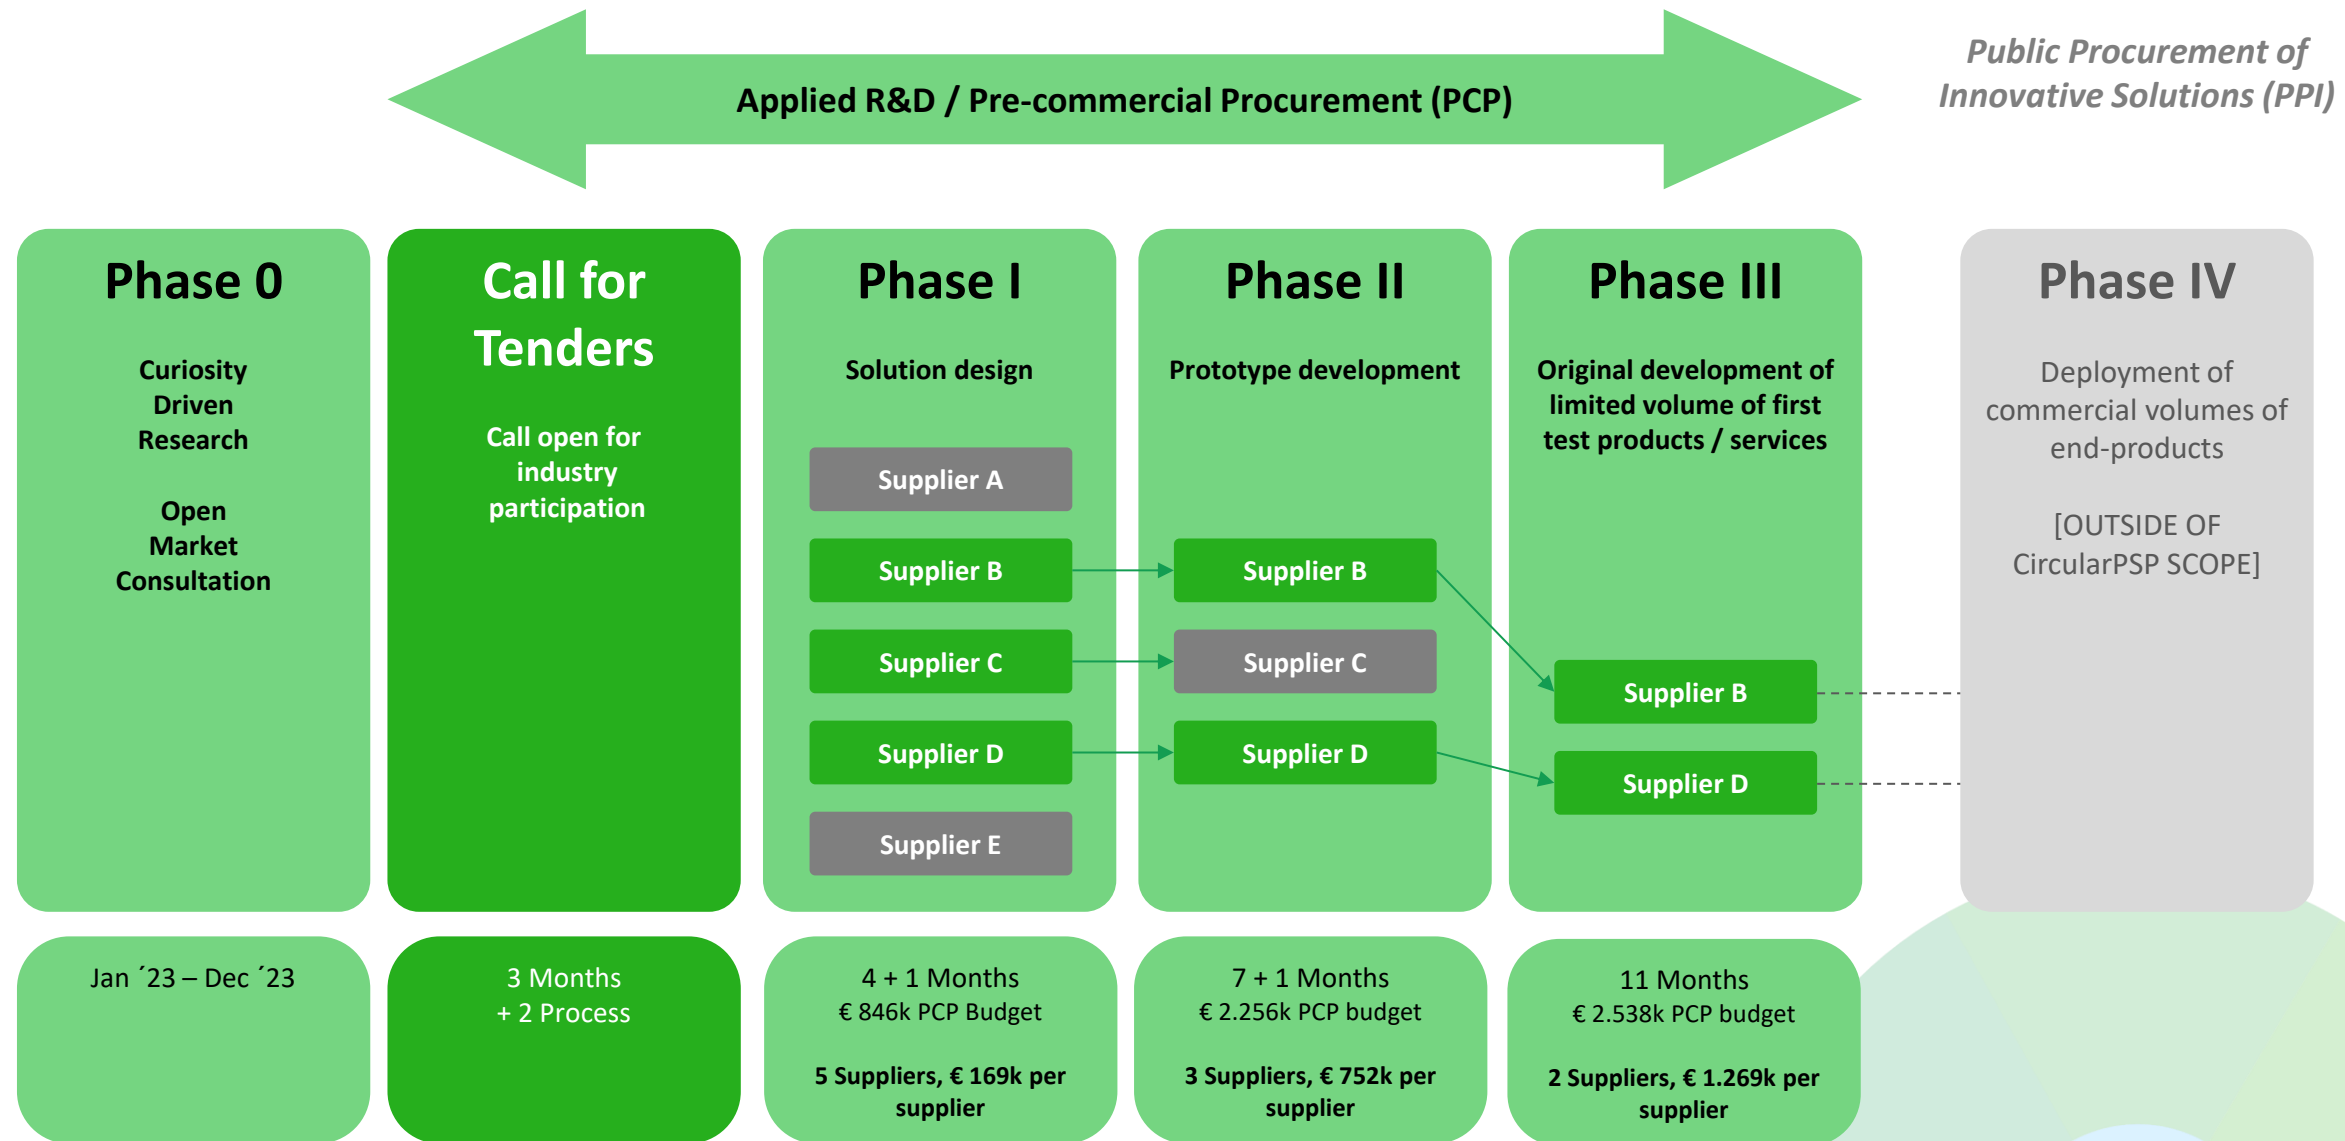 Applied R&D / Pre-commercial Procurement (PCP)
Public Procurement of
Innovative Solutions (PPI)
Phase 0
Curiosity
Driven
Research
Open
Market
Consultation
Jan ´23 – Dec ´23
Call for
Tenders
Call open for
industry
participation
3 Months
+ 2 Process
Phase I
Solution design
Supplier A
Supplier B
Supplier C
Supplier D
Supplier E
4 + 1 Months
€ 846k PCP Budget
5 Suppliers, € 169k per
supplier
Phase II
Prototype development
Supplier B
Supplier C
Supplier D
7 + 1 Months
€ 2.256k PCP budget
3 Suppliers, € 752k per
supplier
Phase III
Original development of
limited volume of first
test products / services
Supplier B
Supplier D
11 Months
€ 2.538k PCP budget
2 Suppliers, € 1.269k per
supplier
Phase IV
Deployment of
commercial volumes of
end-products
[OUTSIDE OF
CircularPSP SCOPE]